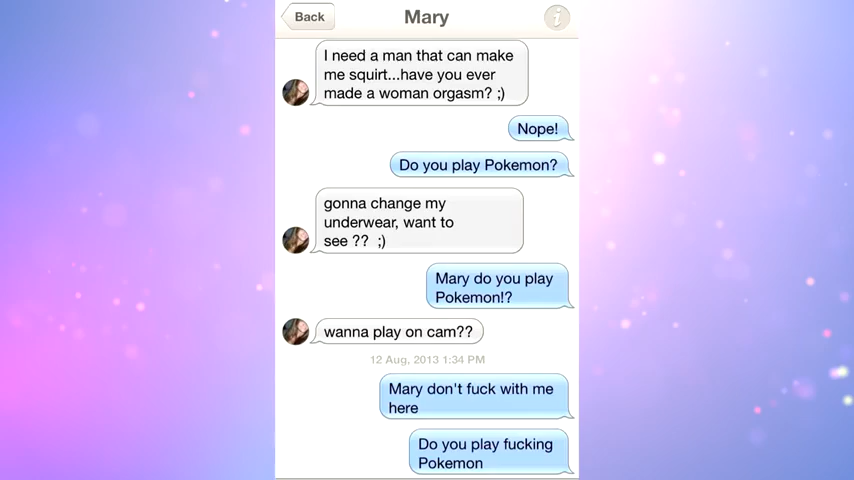 Back
Mary
i
I need a man that can make
me squirt...have you ever
made a woman orgasm? ;)
Nope!
Do you play Pokemon?
gonna change my
underwear, want to
see ?? ;)
Mary do you play
Pokemon!?
wanna play on cam??
12 Aug, 2013 1:34 PM
Mary don't fuck with me
here
Do you play fucking
Pokemon